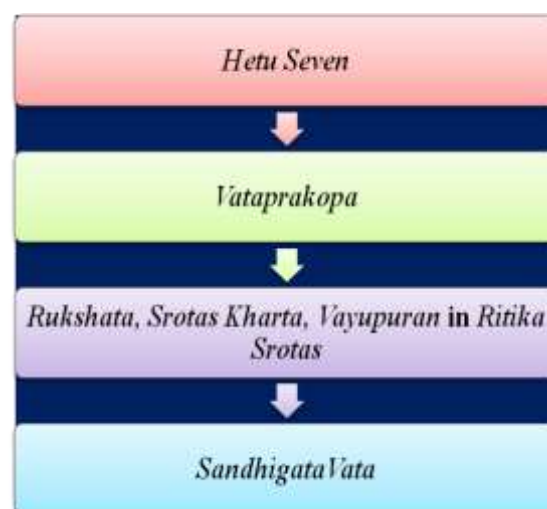 Hetu Seven
Vataprakopa
Rukshata, Srotas Kharta, Vayupuran in Ritika
Srotas
SandhigataVata